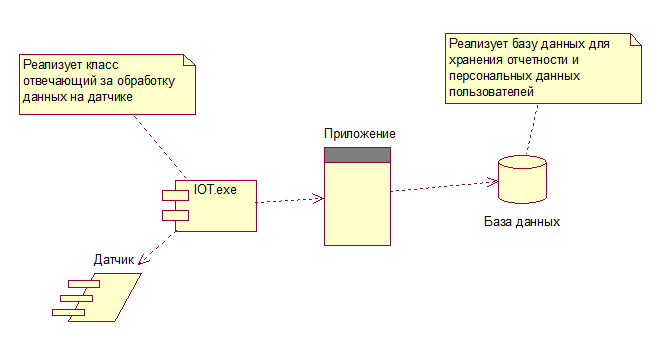 Реализует класс
отвечающий за обработку
данных на датчике
Реализует базу данных для
хранения отчетности и
персональных данных
пользователей
Приложение
IOT.exe
База данных
Датчик